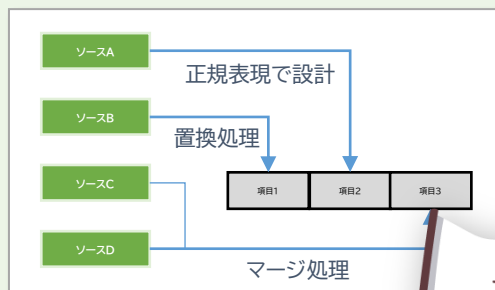 ソースA
正規表現で設計
ソースB
置換処理
ソースC
項目1 項目2 項目3
ソースD
マージ処理